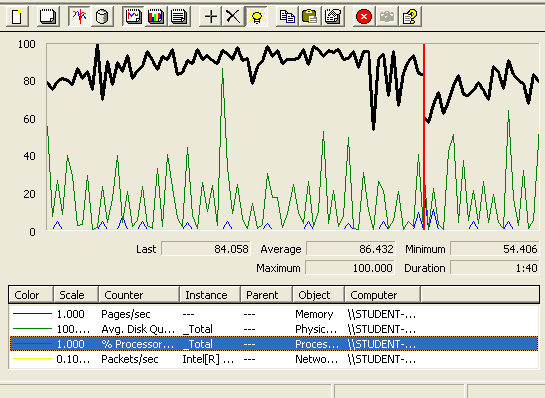 100
80
60
40
20
0
Last 84.058 Average 86.432 Minimum 54.406
Maximum 100.000 Duration 1:40
Color Scale Counter Instance Parent Object Computer
1.000 Pages/sec --- --- Memory \\STUDENT-...
100.... Avg. Disk Qu... _Total --- Physic... \\STUDENT-...
1.000 % Processor... _Total --- Proces... \\STUDENT-...
0.10... Packets/sec Intel[R] ... --- Netwo... \\STUDENT-...